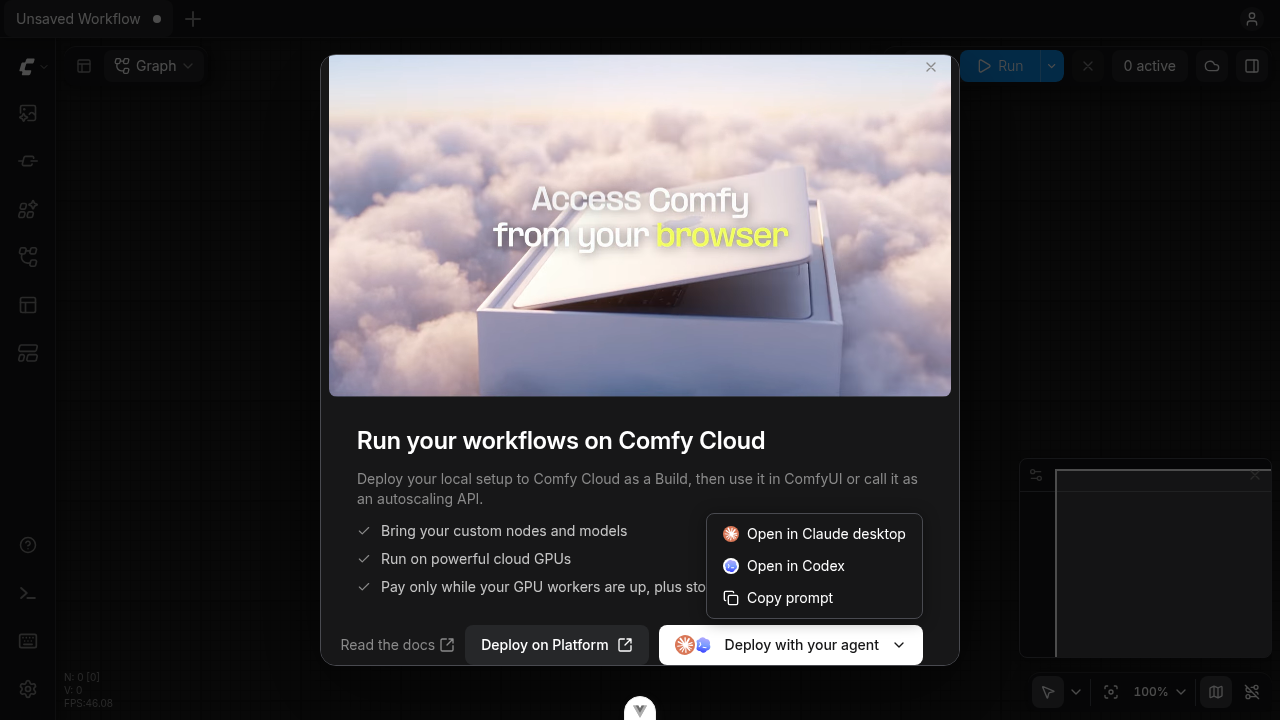 Unsaved Workflow
Graph
Run
0 active
Access Comfy
from your browser
Run your workflows on Comfy Cloud
Deploy your local setup to Comfy Cloud as a Build, then use it in ComfyUI or call it as
an autoscaling API.
Bring your custom nodes and models
Run on powerful cloud GPUs
Pay only while your GPU workers are up, plus
Open in Claude desktop
Open in Codex
Copy prompt
Read the docs
Deploy on Platform
Deploy with your agent
N: 0 [0]
V: 0
FPS:46.08
100%